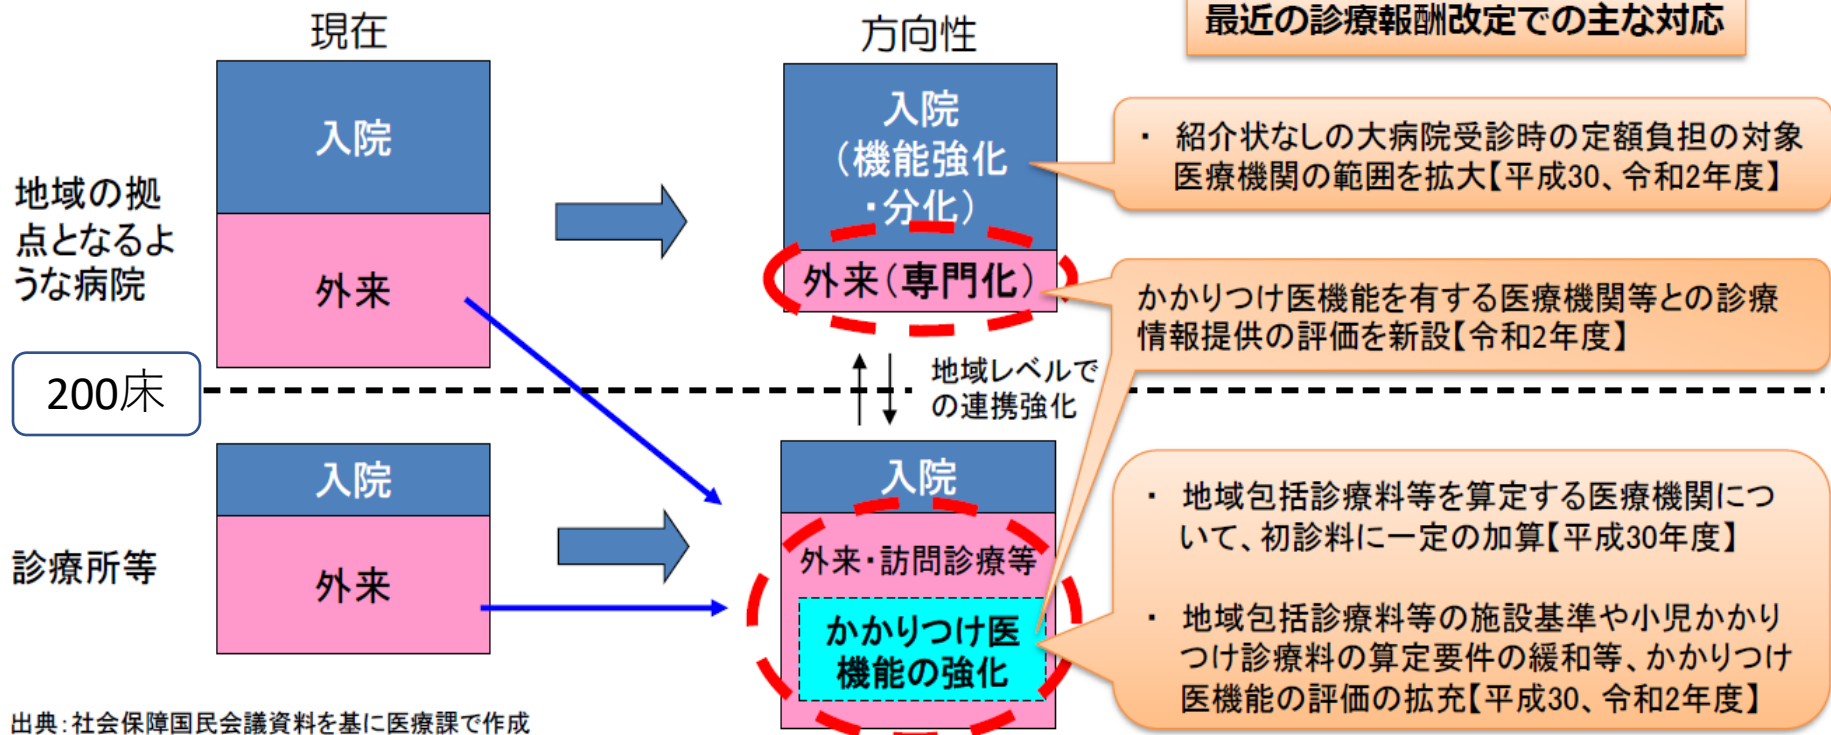 現在
方向性
最近の診療報酬改定での主な対応
地域の拠
点となるよ
うな病院
入院
外来
入院
(機能強化
・分化)
外来(専門化)
・ 紹介状なしの大病院受診時の定額負担の対象
医療機関の範囲を拡大【平成30、令和2年度】
かかりつけ医機能を有する医療機関等との診療
情報提供の評価を新設【令和2年度】
200床
地域レベルで
の連携強化
診療所等
入院
外来
入院
外来・訪問診療等
かかりつけ医
機能の強化
・ 地域包括診療料等を算定する医療機関につ
いて、初診料に一定の加算【平成30年度】
・ 地域包括診療料等の施設基準や小児かかり
つけ診療料の算定要件の緩和等、かかりつけ
医機能の評価の拡充【平成30、令和2年度】
出典:社会保障国民会議資料を基に医療課で作成